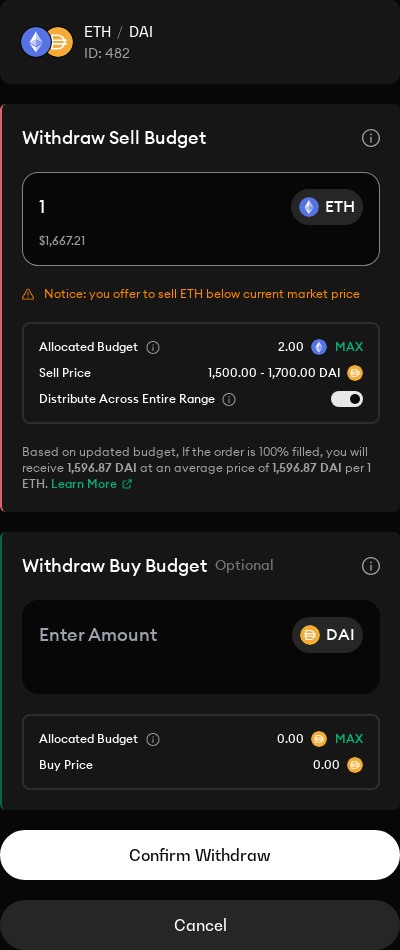 ETH / DAI
ID: 482
Withdraw Sell Budget
1
ETH
$1,667.21
Notice: you offer to sell ETH below current market price
Allocated Budget 2.00 MAX
Sell Price 1,500.00 - 1,700.00 DAI
Distribute Across Entire Range
Based on updated budget, If the order is 100% filled, you will
receive 1,596.87 DAI at an average price of 1,596.87 DAI per 1
ETH. Learn More
Withdraw Buy Budget Optional
Enter Amount DAI
Allocated Budget 0.00 MAX
Buy Price 0.00
Confirm Withdraw
Cancel